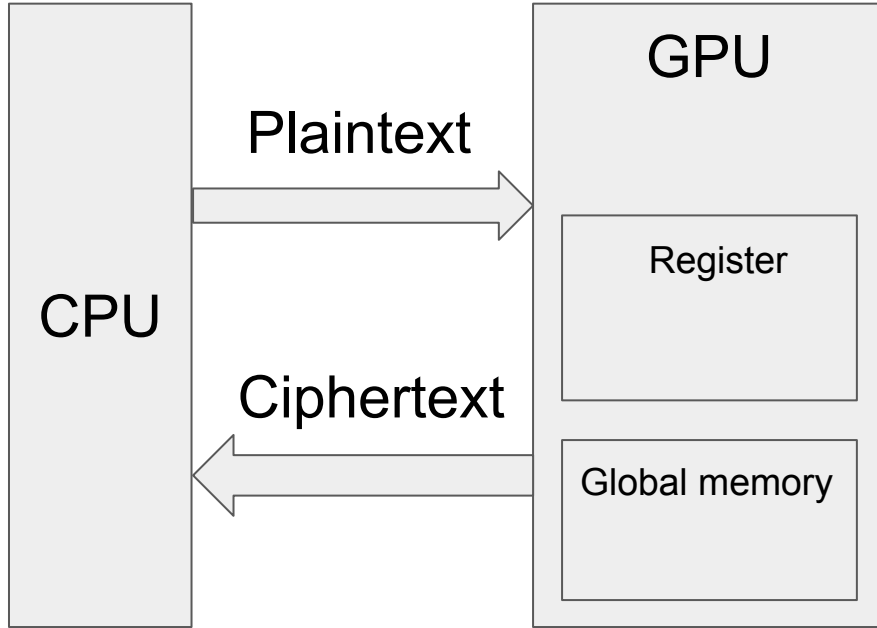 GPU
Plaintext
Register
CPU
Ciphertext
Global memory